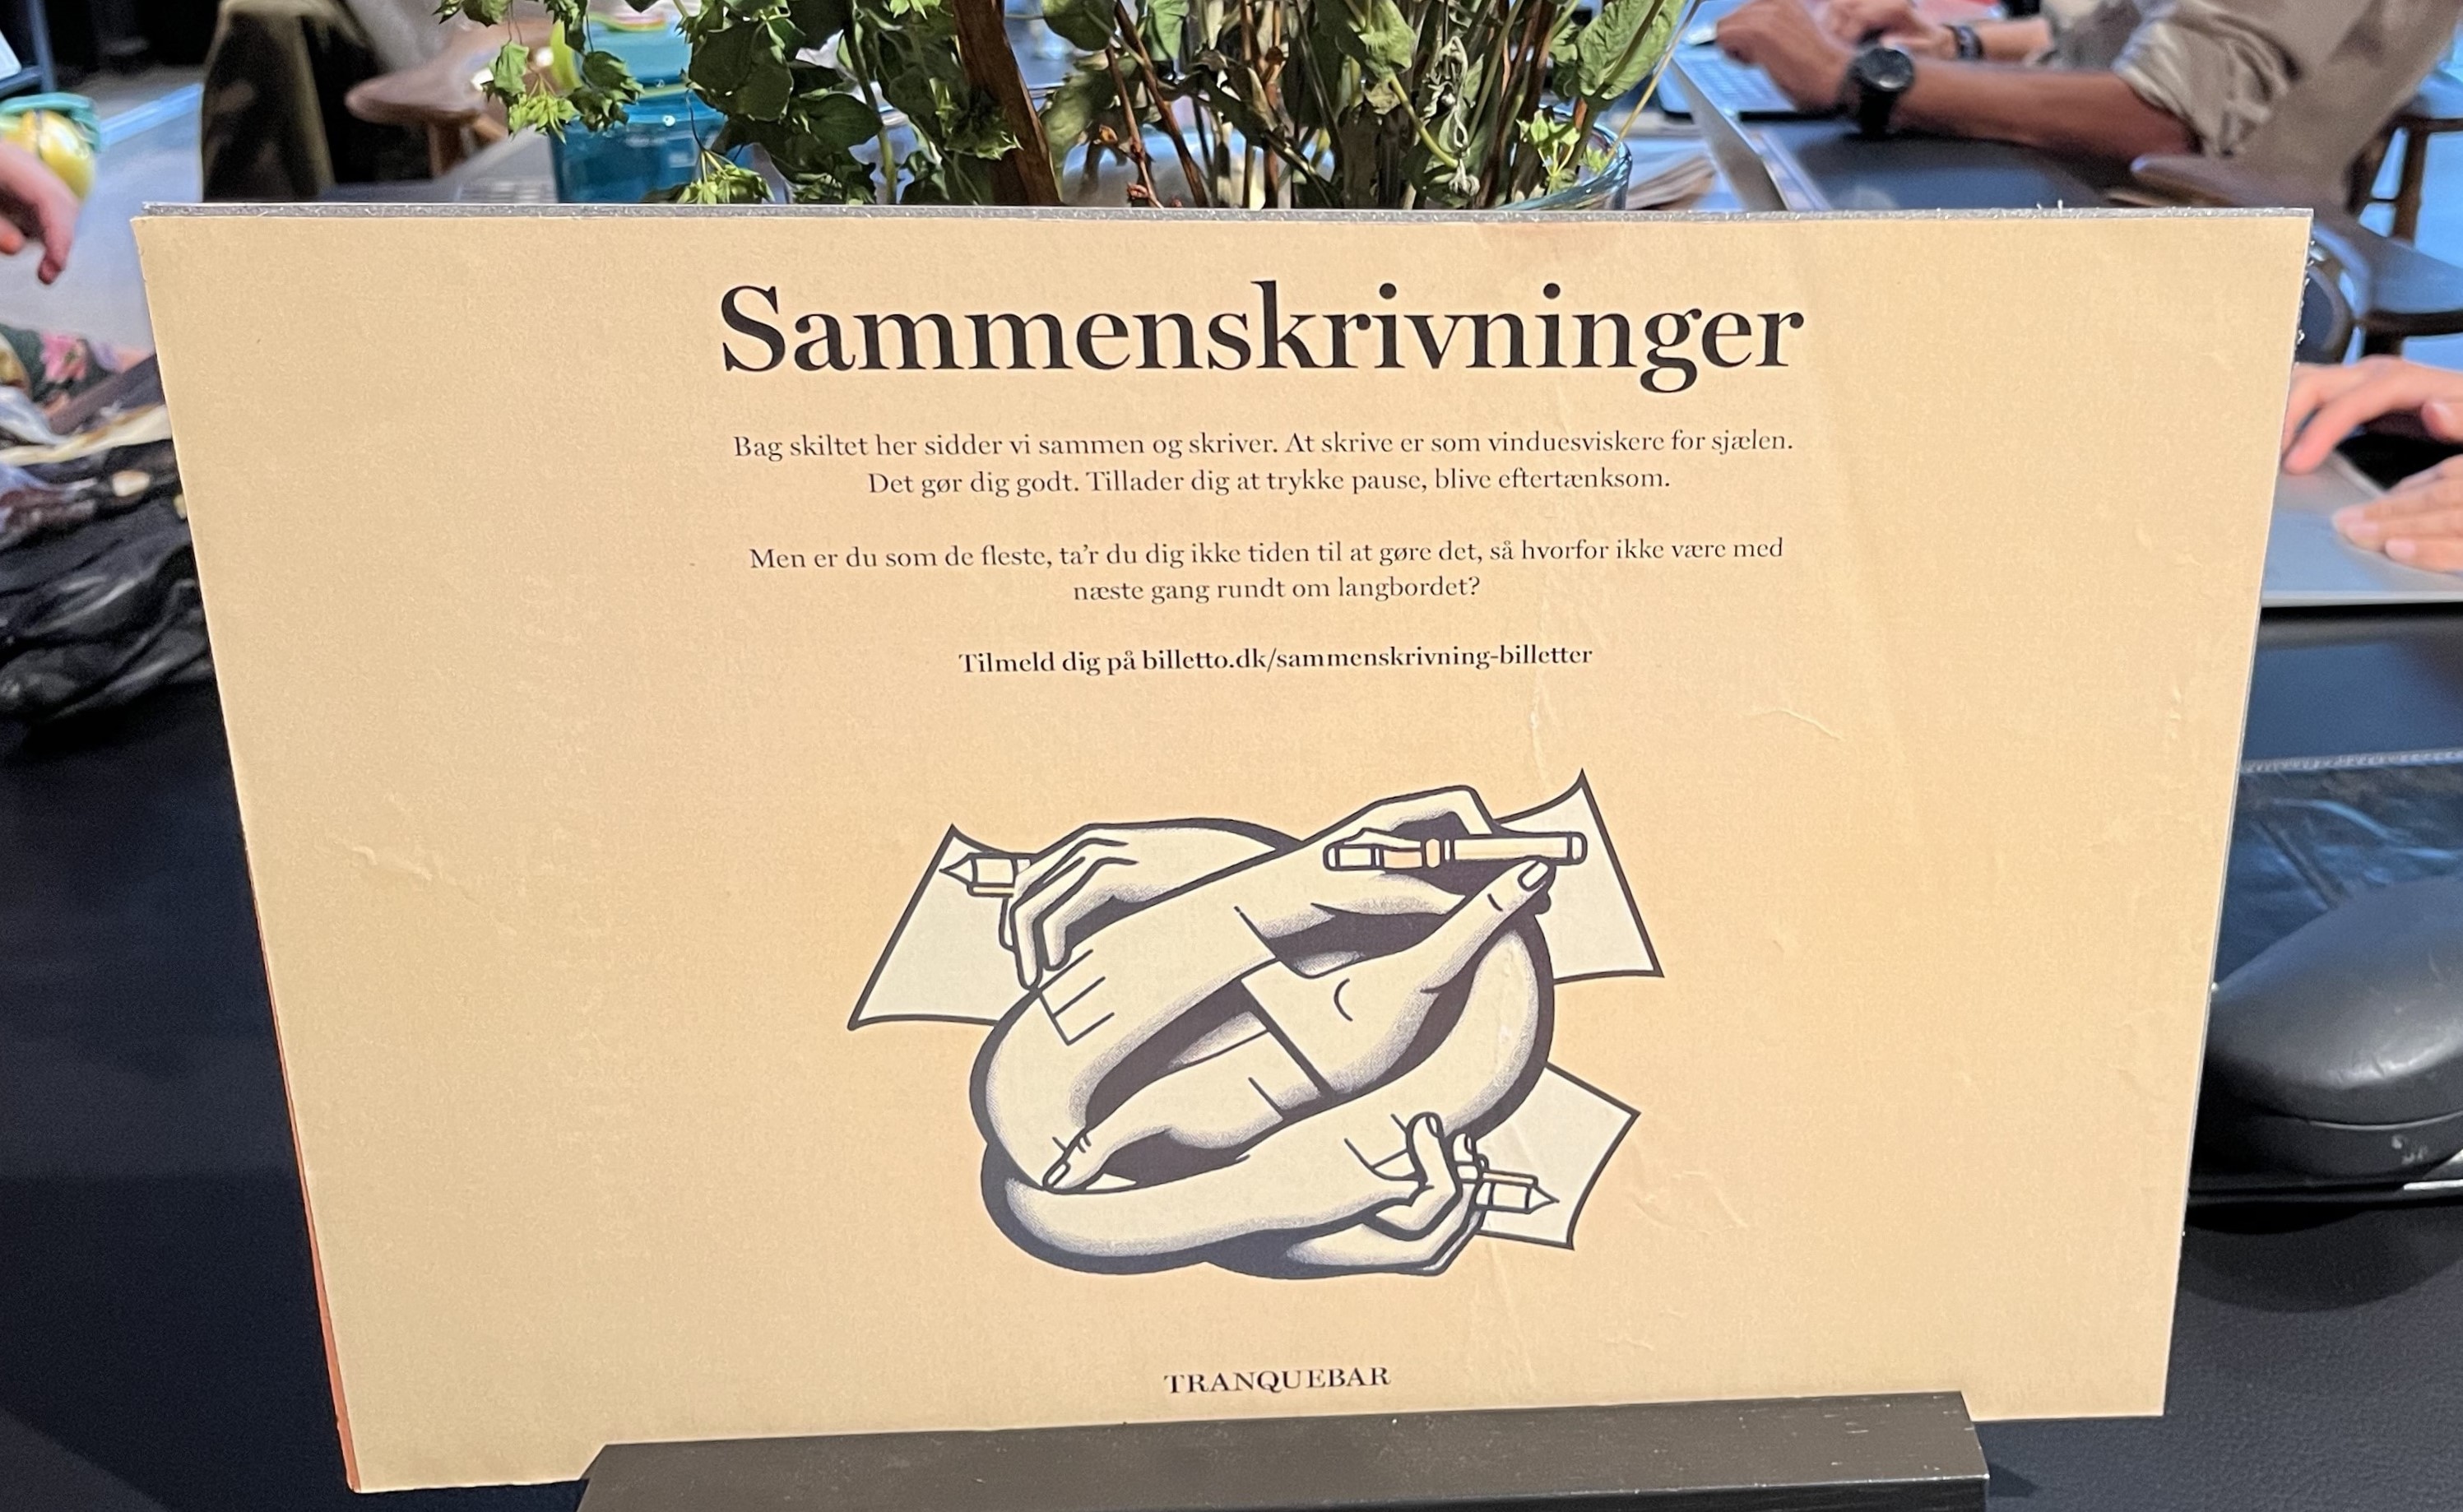 Sammenskrivninger
Bag skiltet her sidder vi sammen og skriver. At skrive er som vinduesviskere for sjælen.
Det gør dig godt. Tillader dig at trykke pause, blive eftertænksom.
Men er du som de fleste, ta’r du dig ikke tiden til at gøre det, så hvorfor ikke være med
næste gang rundt om langbordet?
Tilmeld dig på billetto.dk/sammenskrivning-billetter
TRANQUEBAR